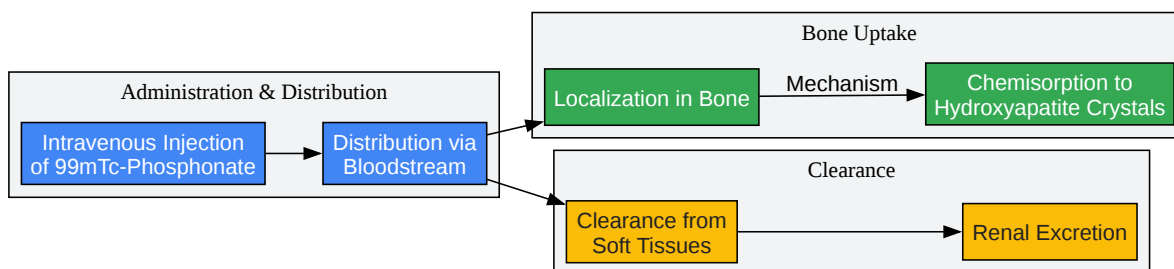 Bone Uptake
Administration & Distribution
Localization in Bone
Mechanism
Chemisorption to
Hydroxyapatite Crystals
Intravenous Injection
of 99mTc-Phosphonate
Distribution via
Bloodstream
Clearance
Clearance from
Soft Tissues
Renal Excretion